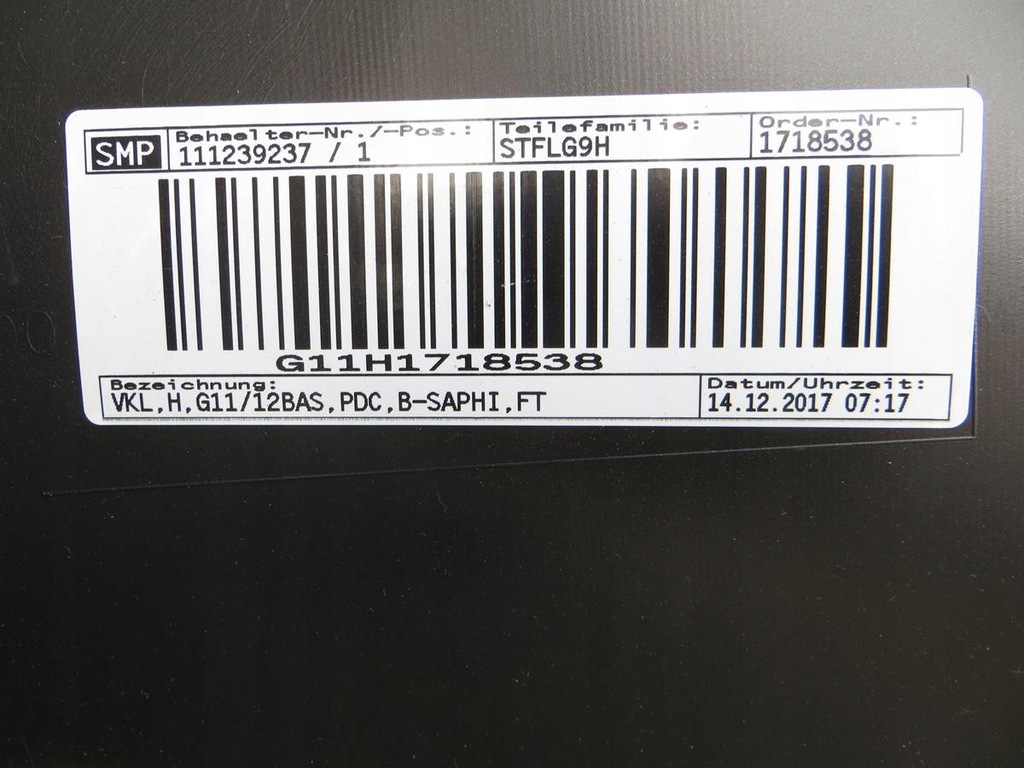 SMP Behaelter-Nr./-Pos.: Teilefamilie: Order-Nr.:
111239237 / 1 STFLG9H 1718538
G11H1718538
Bezeichnung: Datum/Uhrzeit:
VKL,H,G11/12BAS,PDC,B-SAPHI,FT 14.12.2017 07:17